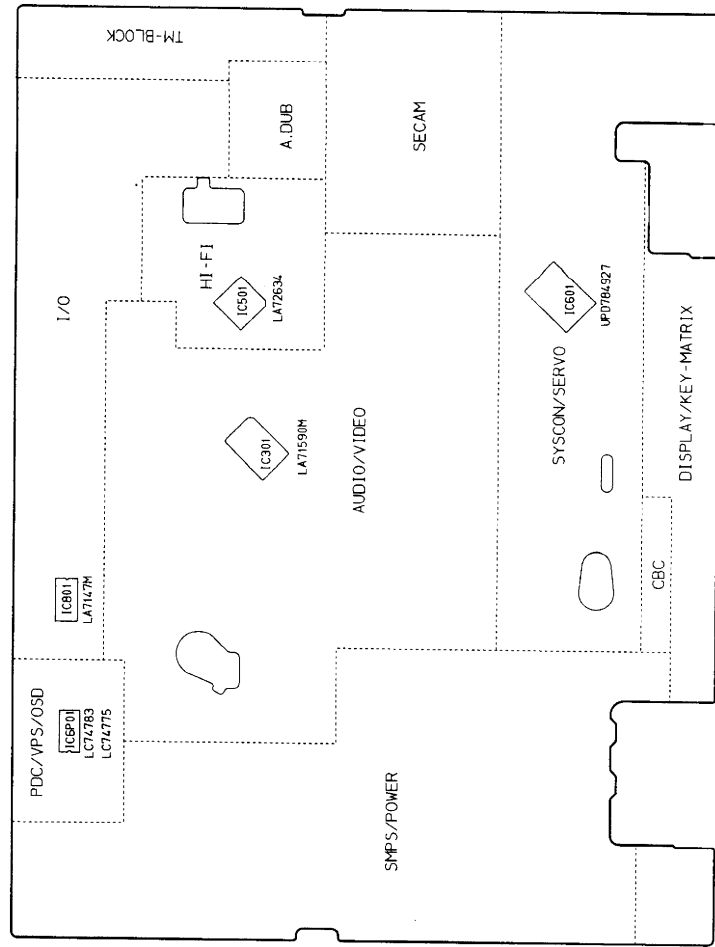 TM-BLOCK
A.DUB
SECAM
I/O
HI-FI
IC501
LA72634
IC601
UPD784927
SYSCON/SERVO
DISPLAY/KEY-MATRIX
IC301
LA71590M
AUDIO/VIDEO
CBC
IC801
LA7147M
PDC/VPS/OSD
IC6P01
LC74783
LC74775
SMPS/POWER